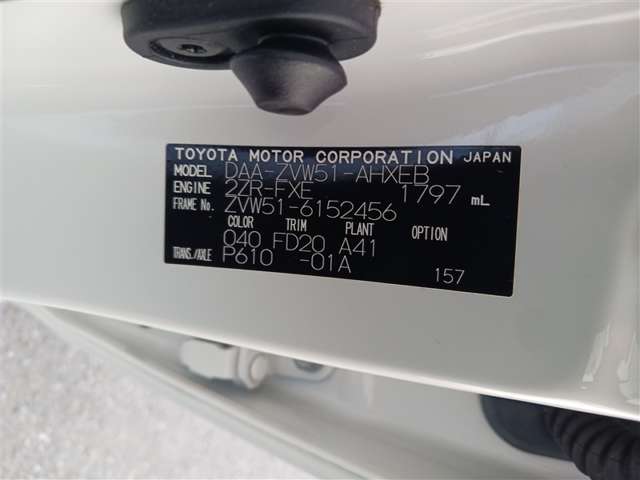 TOYOTA MOTOR CORPORATION JAPAN
MODEL DAA-ZVW51-AHXEB
ENGINE 2ZR-FXE 1797 mL
FRAME No. ZVW51-6152456
COLOR TRIM PLANT OPTION
040 FD20 A41
TRANS./AXLE P610 -01A 157